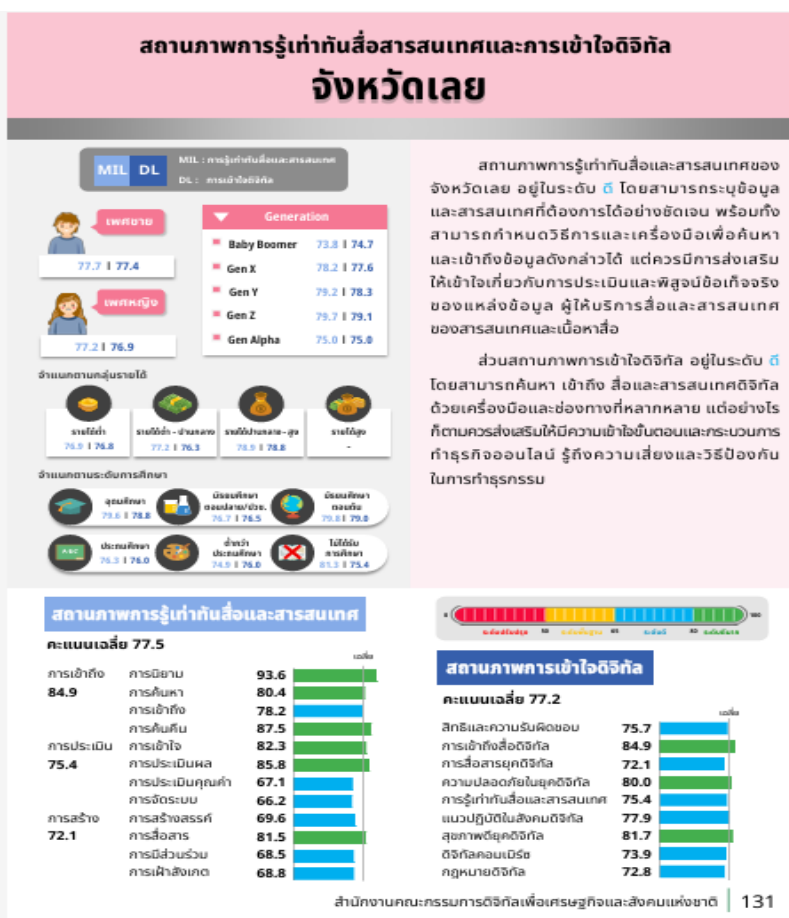 สถานภาพการรู้เท่าทันสื่อสารสนเทศและการเข้าใจดิจิทัล
จังหวัดเลย
MIL DL
MIL : การรู้เท่าทันสื่อและสารสนเทศ
DL : การเข้าใจดิจิทัล
เพศชาย
77.7 | 77.4
เพศหญิง
77.2 | 76.9
Generation
Baby Boomer 73.8 | 74.7
Gen X 78.2 | 77.6
Gen Y 79.2 | 78.3
Gen Z 79.7 | 79.1
Gen Alpha 75.0 | 75.0
จำแนกตามกลุ่มรายได้
รายได้ต่ำ
76.9 | 76.8
รายได้ต่ำ - ปานกลาง
77.2 | 76.3
รายได้ปานกลาง - สูง
78.9 | 78.8
รายได้สูง
-
จำแนกตามระดับการศึกษา
อุดมศึกษา
79.6 | 78.8
มัธยมศึกษา
ตอนปลาย/ปวช.
76.7 | 76.5
มัธยมศึกษา
ตอนต้น
79.8 | 79.0
ABC
ประถมศึกษา
76.3 | 76.0
ต่ำกว่า
ประถมศึกษา
74.9 | 76.0
ไม่ได้รับ
การศึกษา
81.3 | 75.4
สถานภาพการรู้เท่าทันสื่อและสารสนเทศของ
จังหวัดเลย อยู่ในระดับ ดี โดยสามารถระบุข้อมูล
และสารสนเทศที่ต้องการได้อย่างชัดเจน พร้อมทั้ง
สามารถกำหนดวิธีการและเครื่องมือเพื่อค้นหา
และเข้าถึงข้อมูลดังกล่าวได้ แต่ควรมีการส่งเสริม
ให้เข้าใจเกี่ยวกับการประเมินและพิสูจน์ข้อเท็จจริง
ของแหล่งข้อมูล ผู้ให้บริการสื่อและสารสนเทศ
ของสารสนเทศและเนื้อหาสื่อ
ส่วนสถานภาพการเข้าใจดิจิทัล อยู่ในระดับ ดี
โดยสามารถค้นหา เข้าถึง สื่อและสารสนเทศดิจิทัล
ด้วยเครื่องมือและช่องทางที่หลากหลาย แต่อย่างไร
ก็ตามควรส่งเสริมให้มีความเข้าใจขั้นตอนและกระบวนการ
ทำธุรกิจออนไลน์ รู้ถึงความเสี่ยงและวิธีป้องกัน
ในการทำธุรกรรม
สถานภาพการรู้เท่าทันสื่อและสารสนเทศ
คะแนนเฉลี่ย 77.5
เฉลี่ย
การเข้าถึง การนิยาม 93.6
84.9 การค้นหา 80.4
การเข้าถึง 78.2
การค้นคืน 87.5
การประเมิน การเข้าใจ 82.3
75.4 การประเมินผล 85.8
การประเมินคุณค่า 67.1
การจัดระบบ 66.2
การสร้าง การสร้างสรรค์ 69.6
72.1 การสื่อสาร 81.5
การมีส่วนร่วม 68.5
การเฝ้าสังเกต 68.8
0 100
ระดับปรับปรุง 50 ระดับพื้นฐาน 65 ระดับดี 80 ระดับดีมาก
สถานภาพการเข้าใจดิจิทัล
คะแนนเฉลี่ย 77.2
เฉลี่ย
สิทธิและความรับผิดชอบ 75.7
การเข้าถึงสื่อดิจิทัล 84.9
การสื่อสารยุคดิจิทัล 72.1
ความปลอดภัยในยุคดิจิทัล 80.0
การรู้เท่าทันสื่อและสารสนเทศ 75.4
แนวปฏิบัติในสังคมดิจิทัล 77.9
สุขภาพดียุคดิจิทัล 81.7
ดิจิทัลคอมเมิร์ซ 73.9
กฎหมายดิจิทัล 72.8
สำนักงานคณะกรรมการดิจิทัลเพื่อเศรษฐกิจและสังคมแห่งชาติ 131